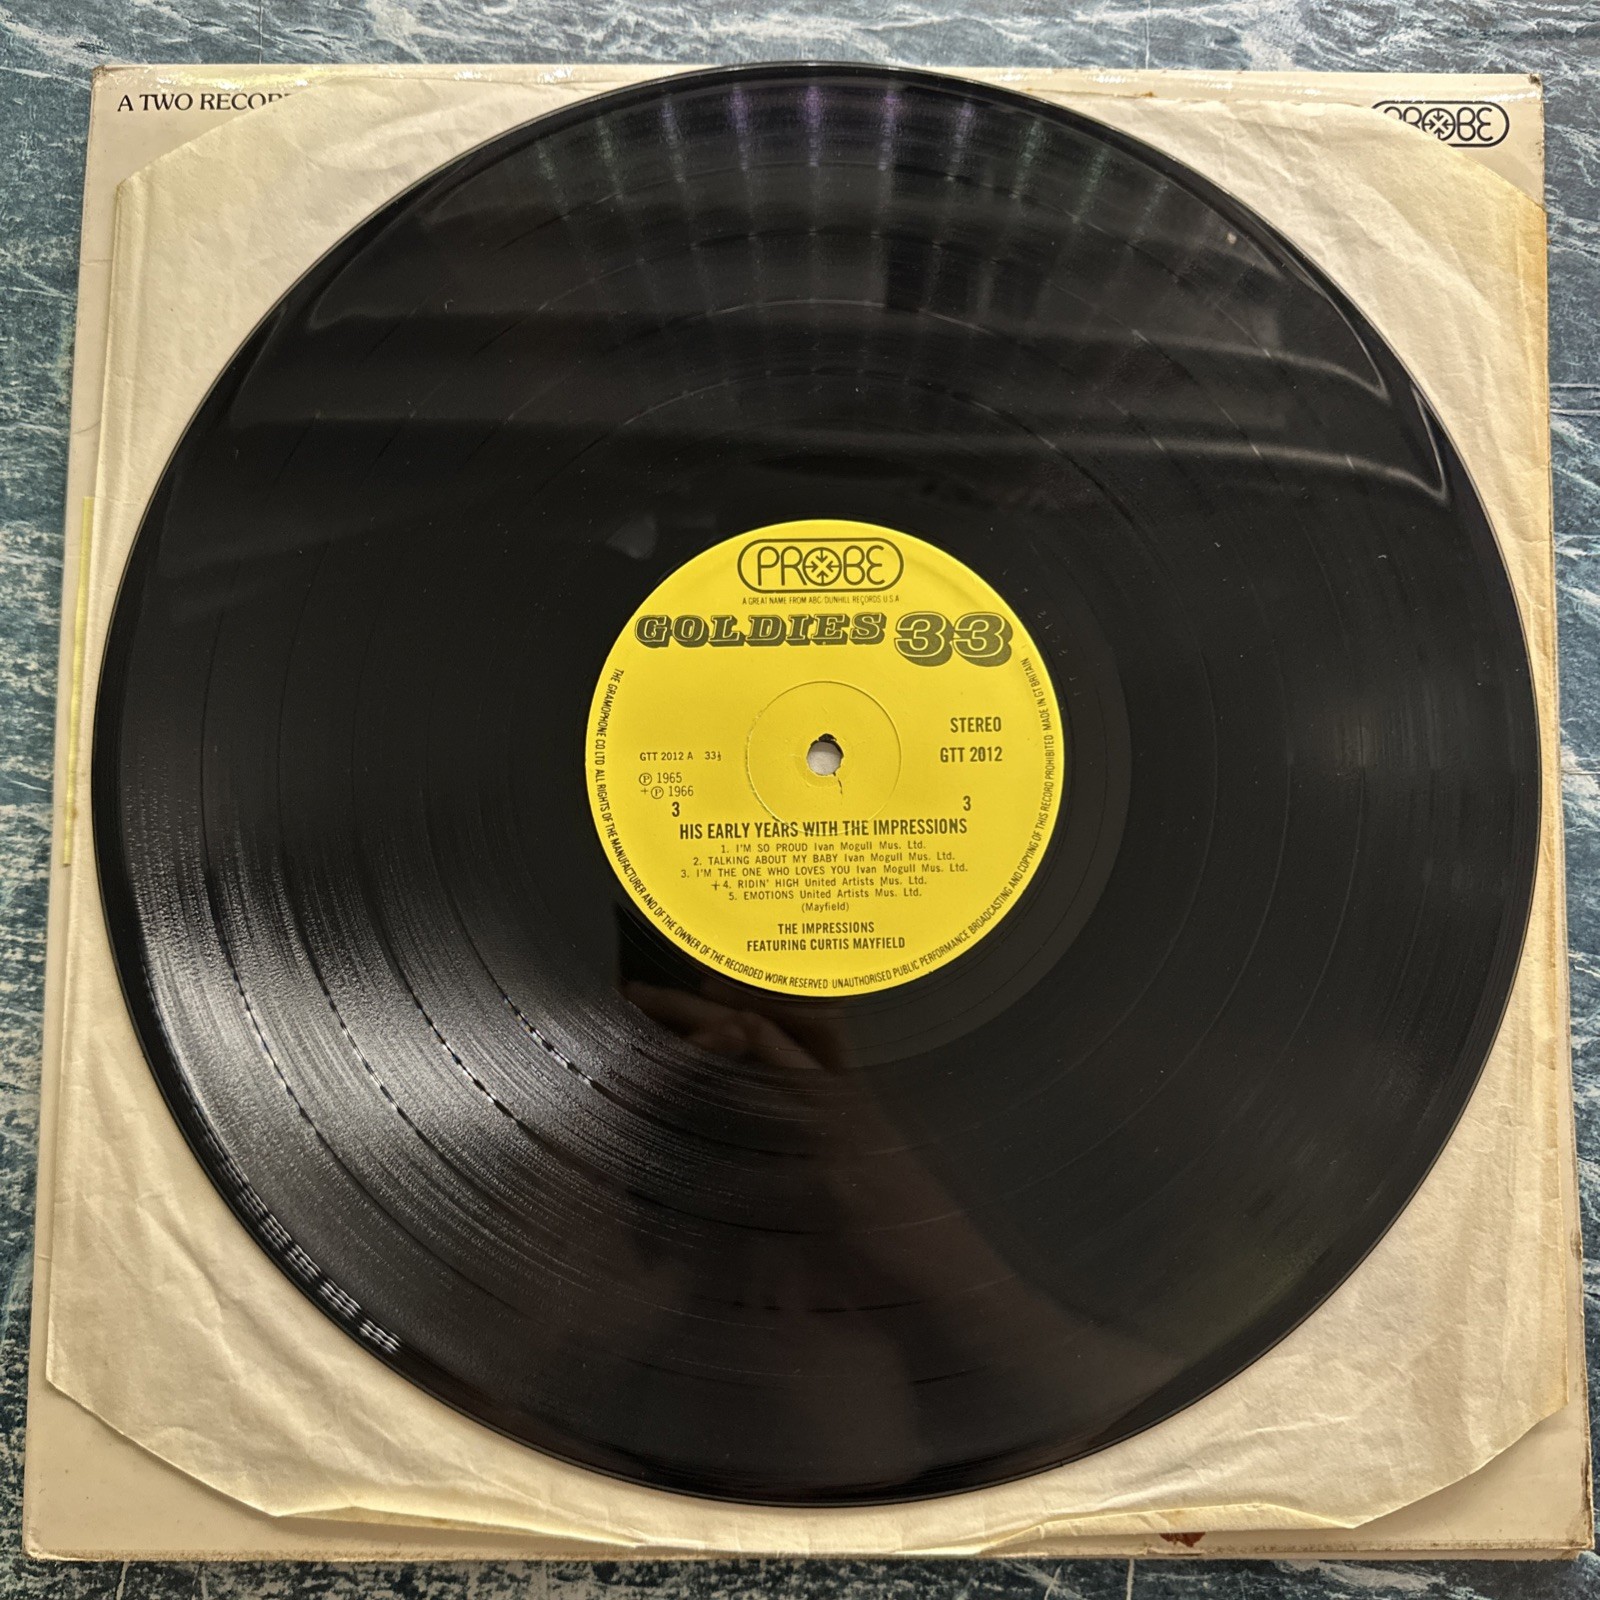 A TWO RECOR
PROBE
PROBE
A GREAT NAME FROM ABC/DUNHILL RECORDS U.S.A
GOLDIES 33
STEREO
GTT 2012 A 33⅓
GTT 2012
Ⓟ 1965
+Ⓟ 1966
3 3
HIS EARLY YEARS WITH THE IMPRESSIONS
1. I'M SO PROUD Ivan Mogull Mus. Ltd.
2. TALKING ABOUT MY BABY Ivan Mogull Mus. Ltd.
3. I'M THE ONE WHO LOVES YOU Ivan Mogull Mus. Ltd.
+4. RIDIN' HIGH United Artists Mus. Ltd.
5. EMOTIONS United Artists Mus. Ltd.
(Mayfield)
THE IMPRESSIONS
FEATURING CURTIS MAYFIELD
THE GRAMOPHONE CO LTD ALL RIGHTS OF THE MANUFACTURER AND OF THE OWNER OF THE RECORDED WORK RESERVED UNAUTHORISED PUBLIC PERFORMANCE BROADCASTING AND COPYING OF THIS RECORD PROHIBITED MADE IN GT BRITAIN